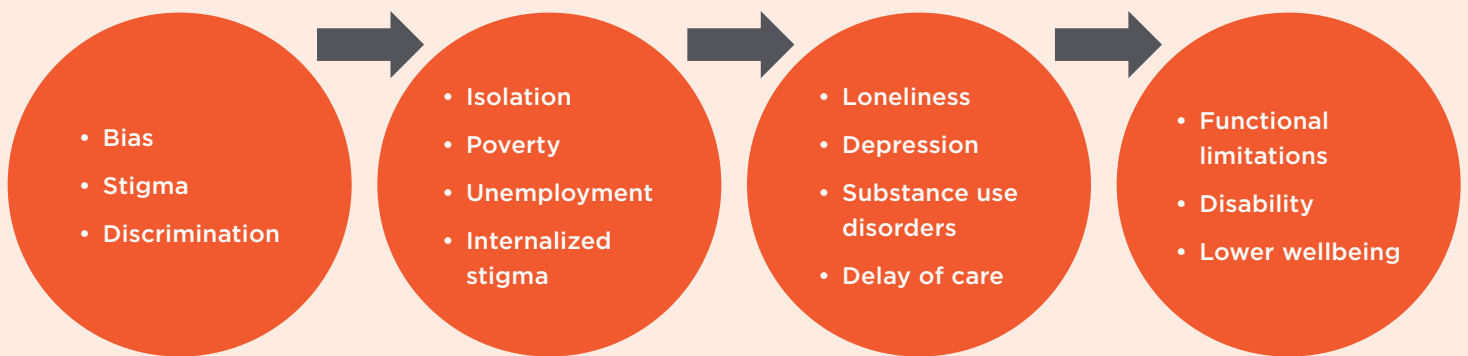 • Bias
• Stigma
• Discrimination
• Isolation
• Poverty
• Unemployment
• Internalized
stigma
• Loneliness
• Depression
• Substance use
disorders
• Delay of care
• Functional
limitations
• Disability
• Lower wellbeing